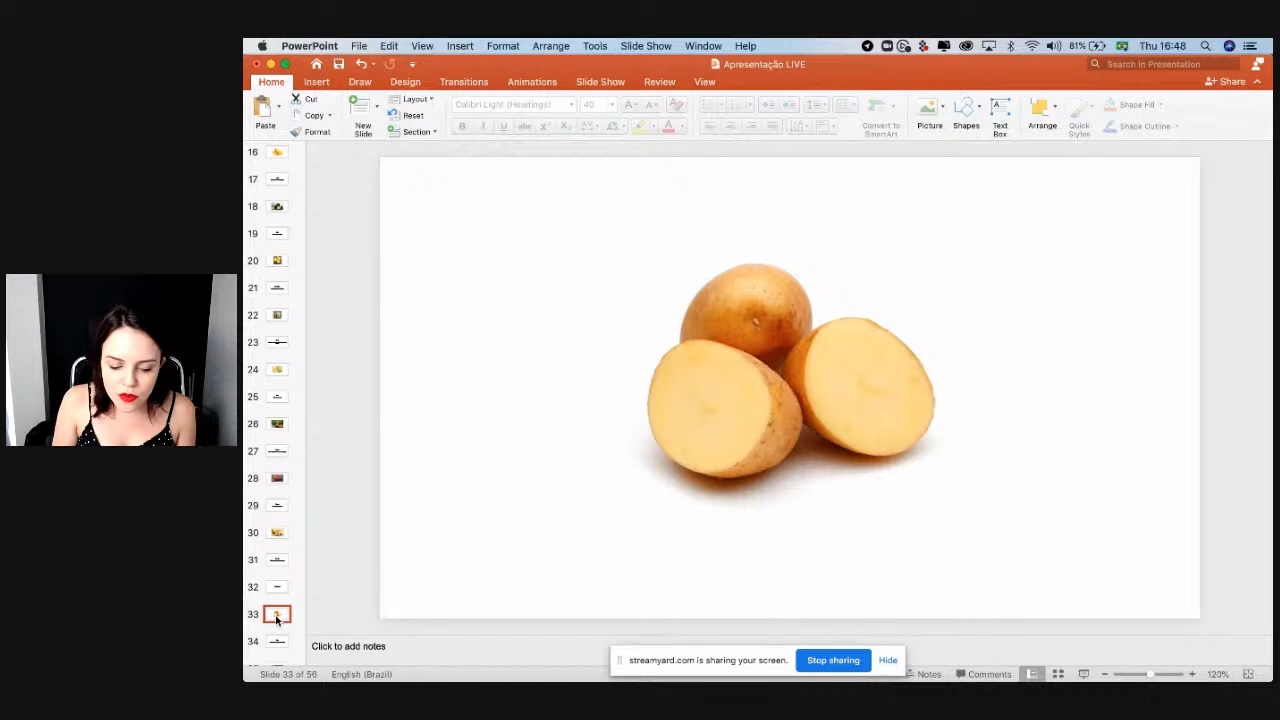 PowerPoint File Edit View Insert Format Arrange Tools Slide Show Window Help 81% Thu 16:48
Apresentação LIVE Search in Presentation
Home Insert Draw Design Transitions Animations Slide Show Review View Share
Paste Cut Copy Format New Slide Layout Reset Section Calibri Light (Headings) 40 Convert to SmartArt Picture Shapes Text Box Arrange Quick Styles Shape Fill Shape Outline
16
17
18
19
20
21
22
23
24
25
26
27
28
29
30
31
32
33
34
Click to add notes
streamyard.com is sharing your screen. Stop sharing Hide
Slide 33 of 56 English (Brazil) Notes Comments 120%